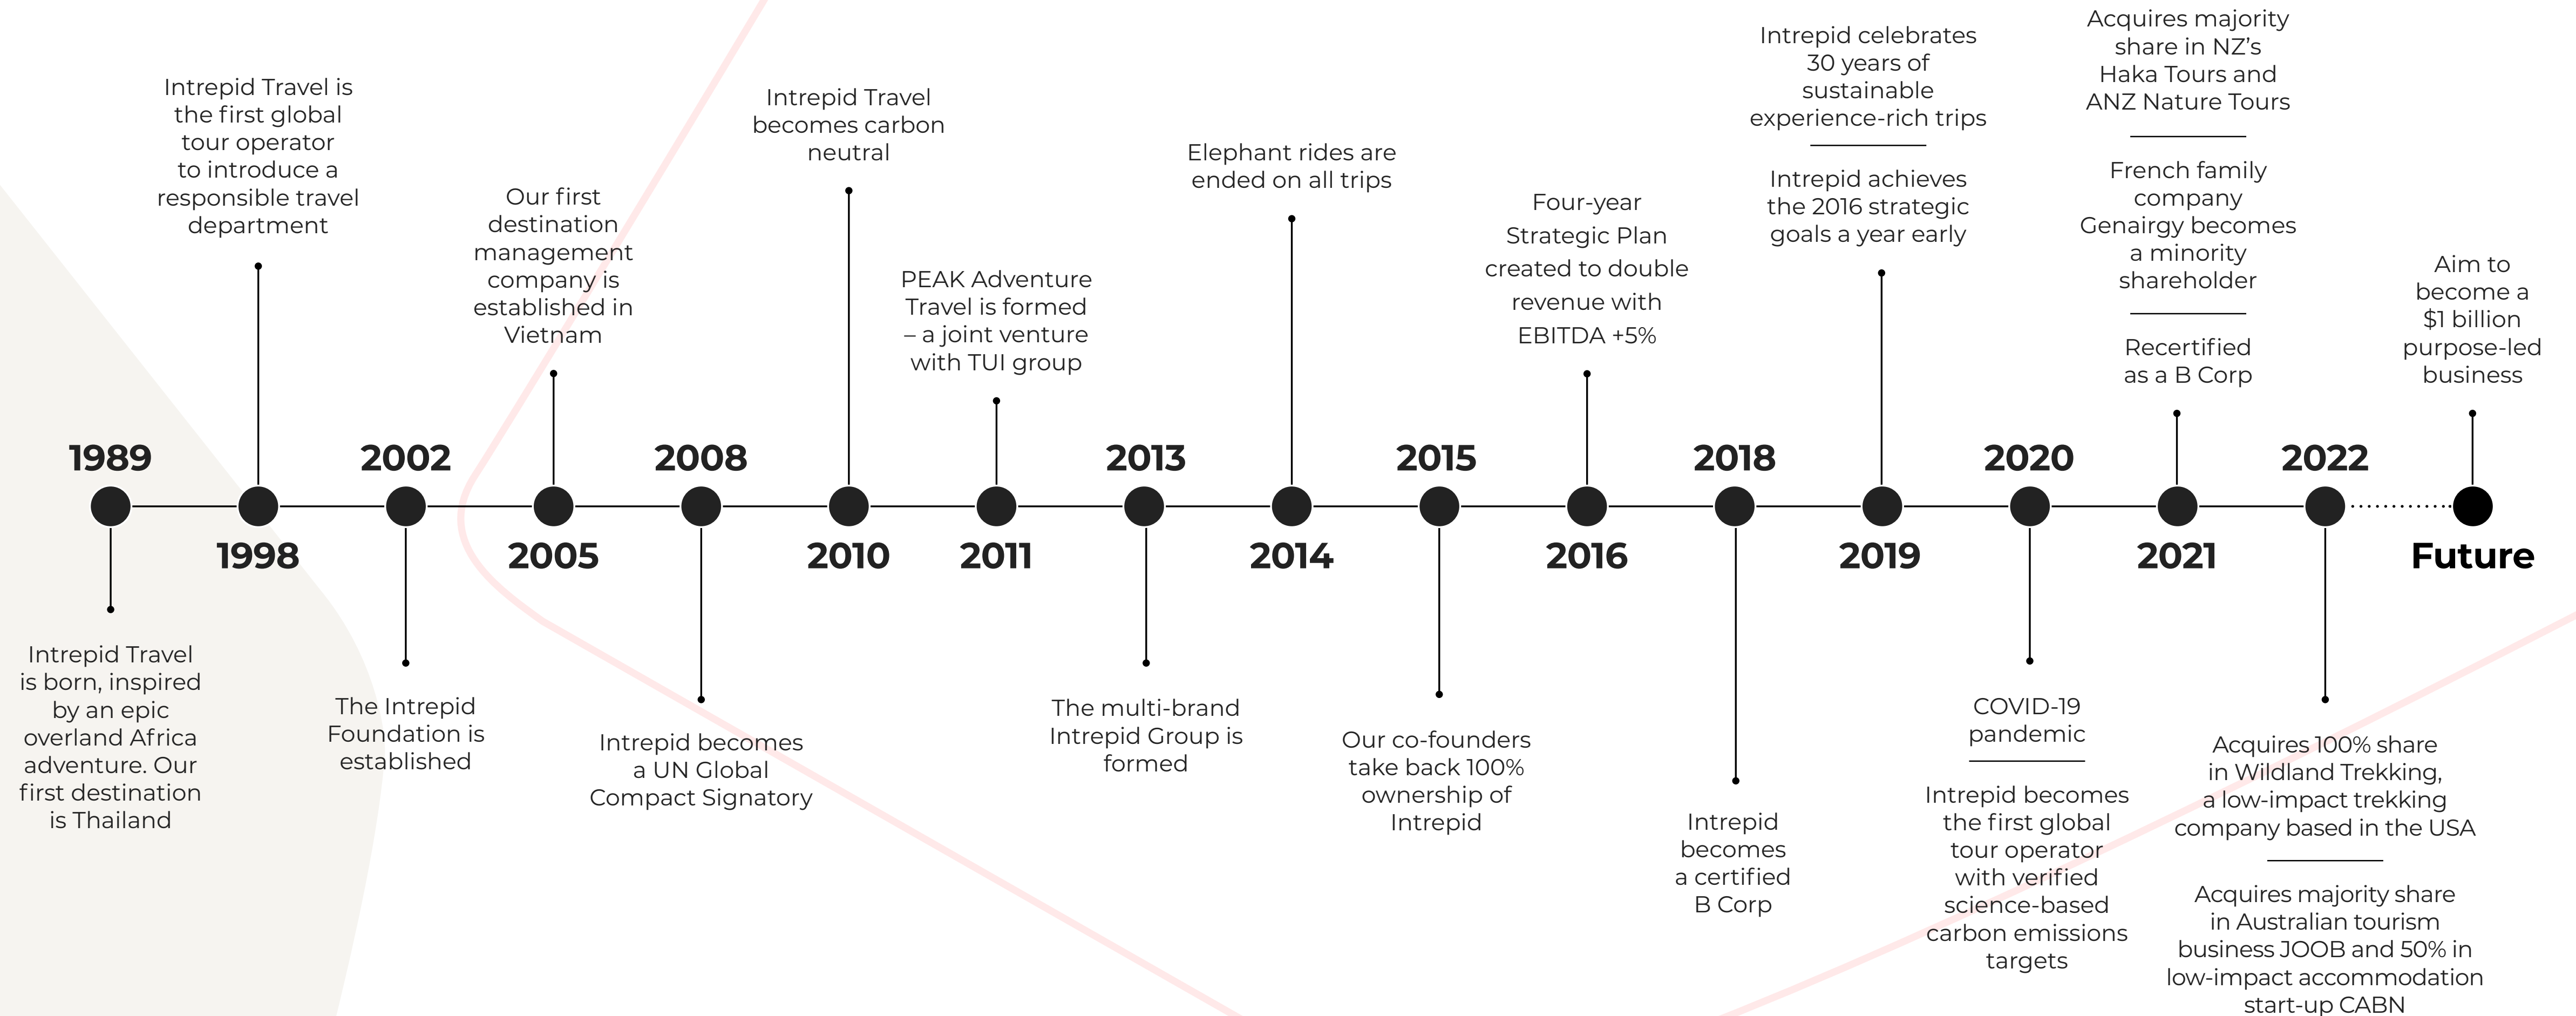 1989
Intrepid Travel
is born, inspired
by an epic
overland Africa
adventure. Our
first destination
is Thailand
Intrepid Travel is
the first global
tour operator
to introduce a
responsible travel
department
1998
2002
The Intrepid
Foundation is
established
Our first
destination
management
company is
established in
Vietnam
2005
2008
Intrepid becomes
a UN Global
Compact Signatory
Intrepid Travel
becomes carbon
neutral
2010
PEAK Adventure
Travel is formed
– a joint venture
with TUI group
2011
2013
The multi-brand
Intrepid Group is
formed
Elephant rides are
ended on all trips
2014
2015
Our co-founders
take back 100%
ownership of
Intrepid
Four-year
Strategic Plan
created to double
revenue with
EBITDA +5%
2016
2018
Intrepid
becomes
a certified
B Corp
Intrepid celebrates
30 years of
sustainable
experience-rich trips
Intrepid achieves
the 2016 strategic
goals a year early
2019
2020
COVID-19
pandemic
Intrepid becomes
the first global
tour operator
with verified
science-based
carbon emissions
targets
Acquires majority
share in NZ’s
Haka Tours and
ANZ Nature Tours
French family
company
Genairgy becomes
a minority
shareholder
Recertified
as a B Corp
2021
2022
Acquires 100% share
in Wildland Trekking,
a low-impact trekking
company based in the USA
Acquires majority share
in Australian tourism
business JOOB and 50% in
low-impact accommodation
start-up CABN
Aim to
become a
$1 billion
purpose-led
business
Future